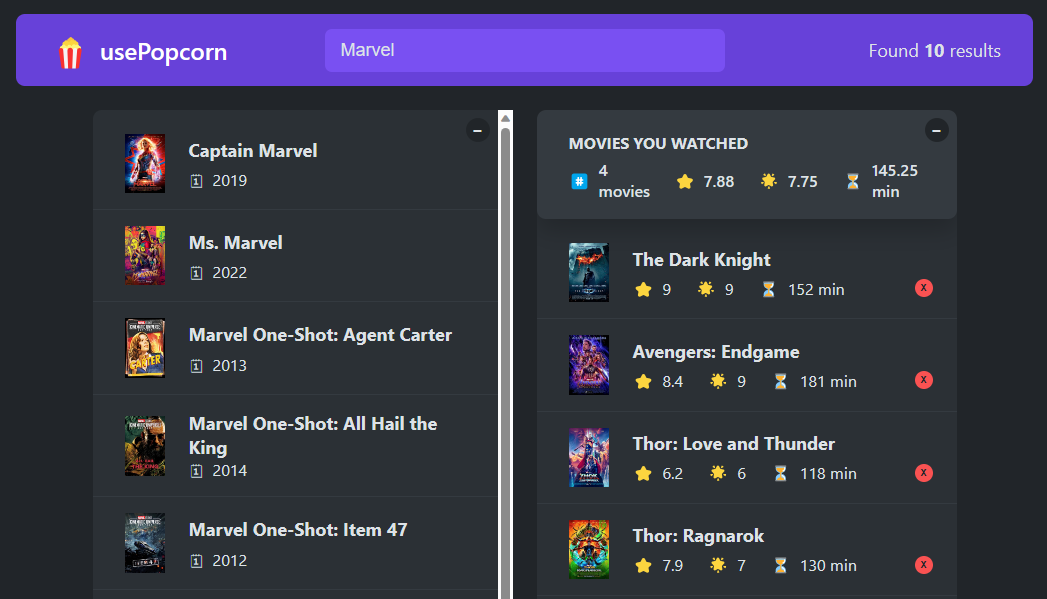 usePopcorn
Marvel
Found 10 results
Captain Marvel
2019
Ms. Marvel
2022
Marvel One-Shot: Agent Carter
2013
Marvel One-Shot: All Hail the
King
2014
Marvel One-Shot: Item 47
2012
MOVIES YOU WATCHED
4
movies
7.88
7.75
145.25
min
The Dark Knight
9 9 152 min
X
Avengers: Endgame
8.4 9 181 min
X
Thor: Love and Thunder
6.2 6 118 min
X
Thor: Ragnarok
7.9 7 130 min
X